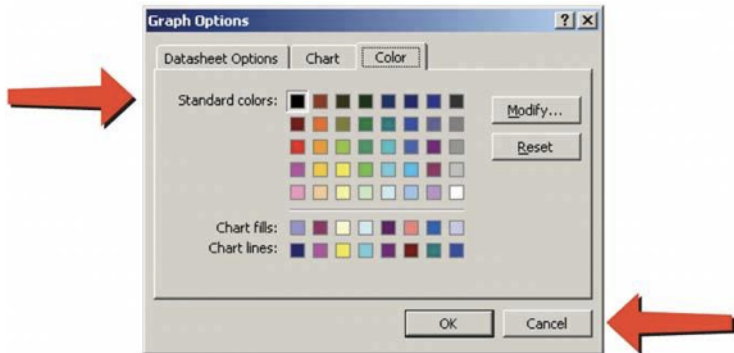 Graph Options
Datasheet Options Chart Color
Standard colors:
Modify...
Reset
Chart fills:
Chart lines:
OK Cancel